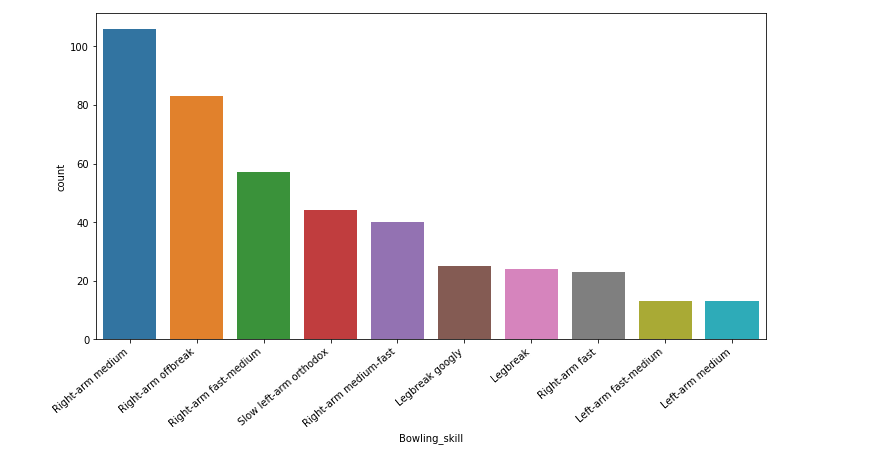 100
80
60
40
20
0
count
Right-arm medium
Right-arm offbreak
Right-arm fast-medium
Slow left-arm orthodox
Right-arm medium-fast
Legbreak googly
Legbreak
Right-arm fast
Left-arm fast-medium
Left-arm medium
Bowling_skill